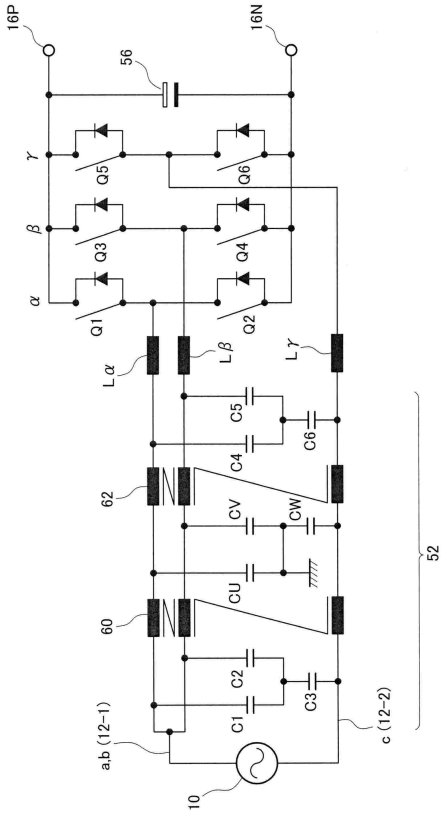 16P
16N
56
γ
β
α
Q5
Q6
Q3
Q4
Q1
Q2
Lα
Lβ
Lγ
C5
C4
C6
62
CV
CW
CU
60
C2
C1
C3
52
a,b (12-1)
c (12-2)
10